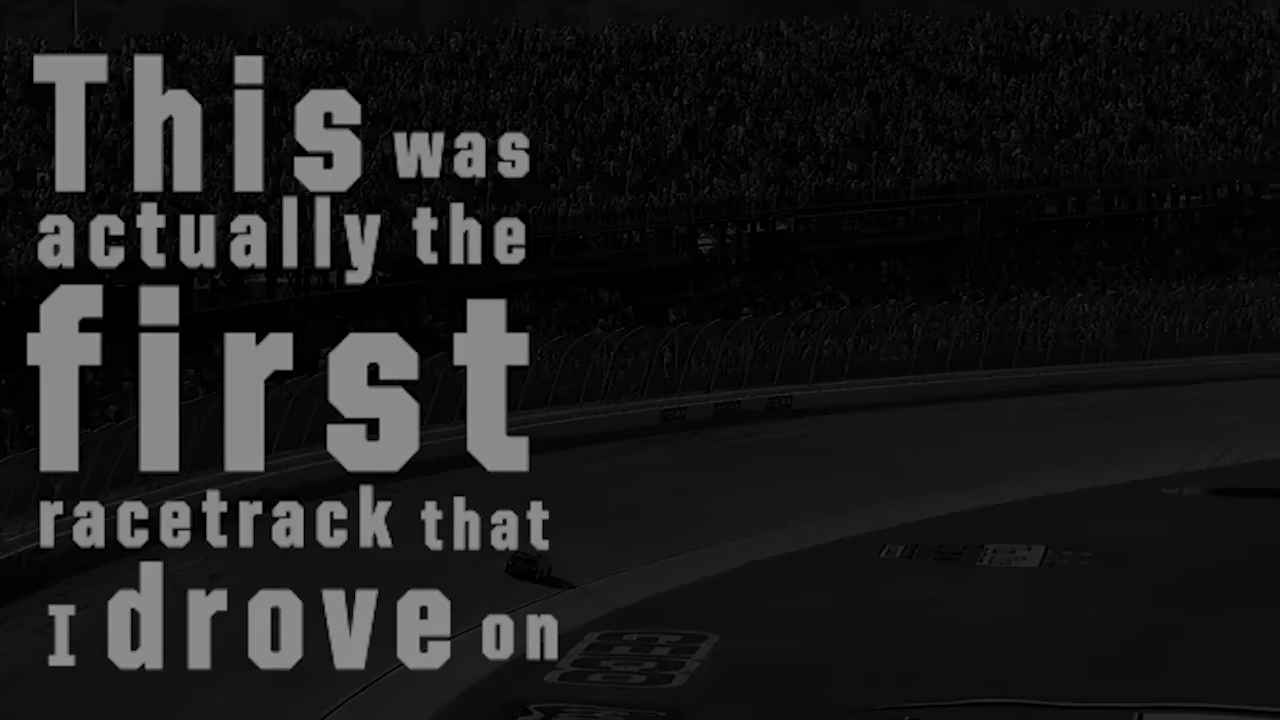 This was
actually the
first
racetrack that
I drove on